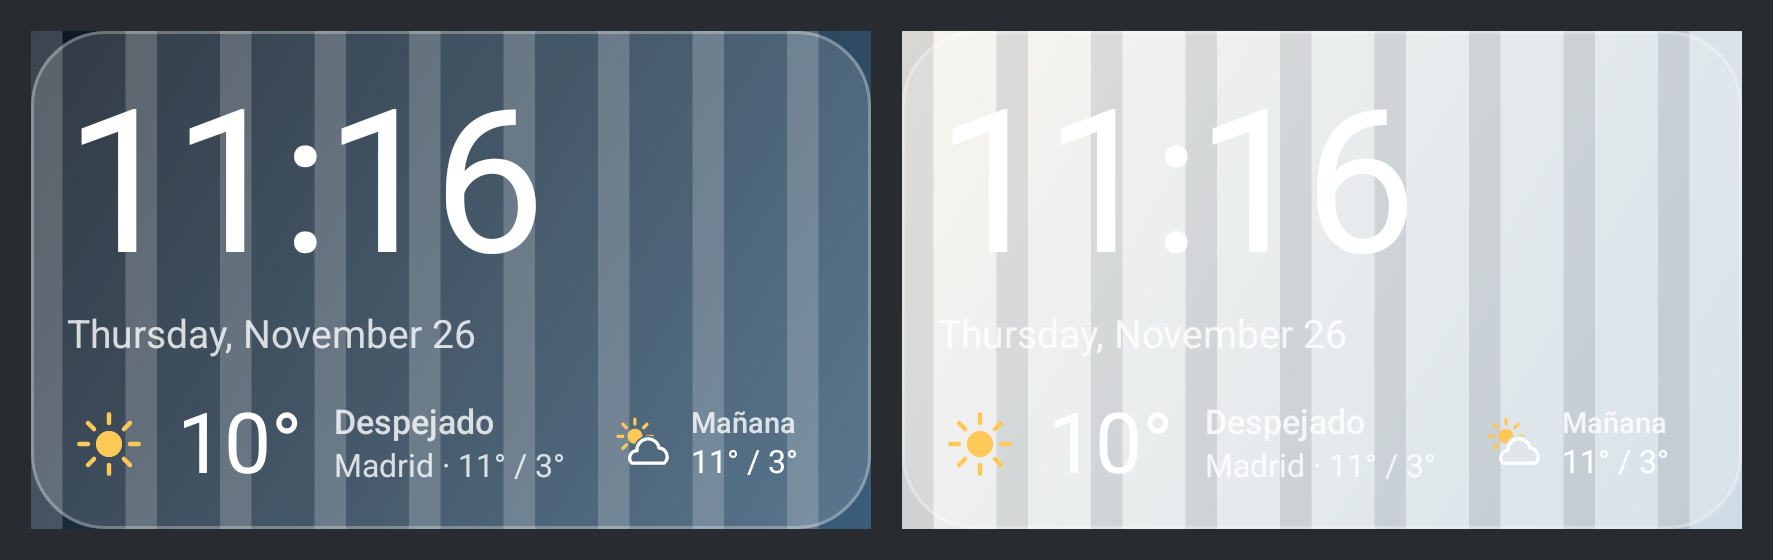 11:16
Thursday, November 26
10°
Despejado
Madrid · 11° / 3°
Mañana
11° / 3°
11:16
Thursday, November 26
10°
Despejado
Madrid · 11° / 3°
Mañana
11° / 3°